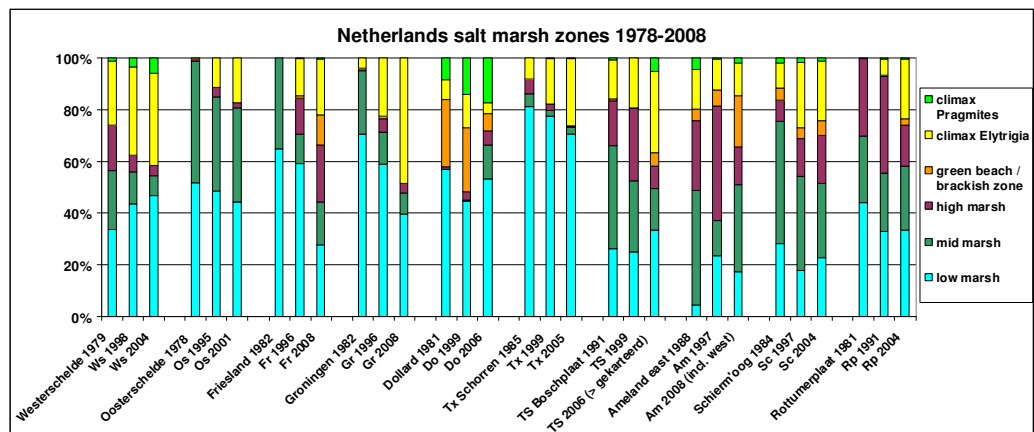 Netherlands salt marsh zones 1978-2008
100%
80%
60%
40%
20%
0%
Westerschelde 1979
Ws 1998
Ws 2004
Oosterschelde 1978
Os 1995
Os 2001
Friesland 1982
Fr 1996
Fr 2008
Groningen 1982
Gr 1996
Gr 2008
Dollard 1981
Do 1999
Do 2006
Tx Schorren 1985
Tx 1999
Tx 2005
TS Boschplaat 1991
TS 1999
TS 2006 (> gekarteerd)
Ameland east 1988
Am 1997
Am 2008 (incl. west)
Schierm'oog 1984
Sc 1997
Sc 2004
Rottumerplaat 1981
Rp 1991
Rp 2004
climax
Pragmites
climax Elytrigia
green beach /
brackish zone
high marsh
mid marsh
low marsh